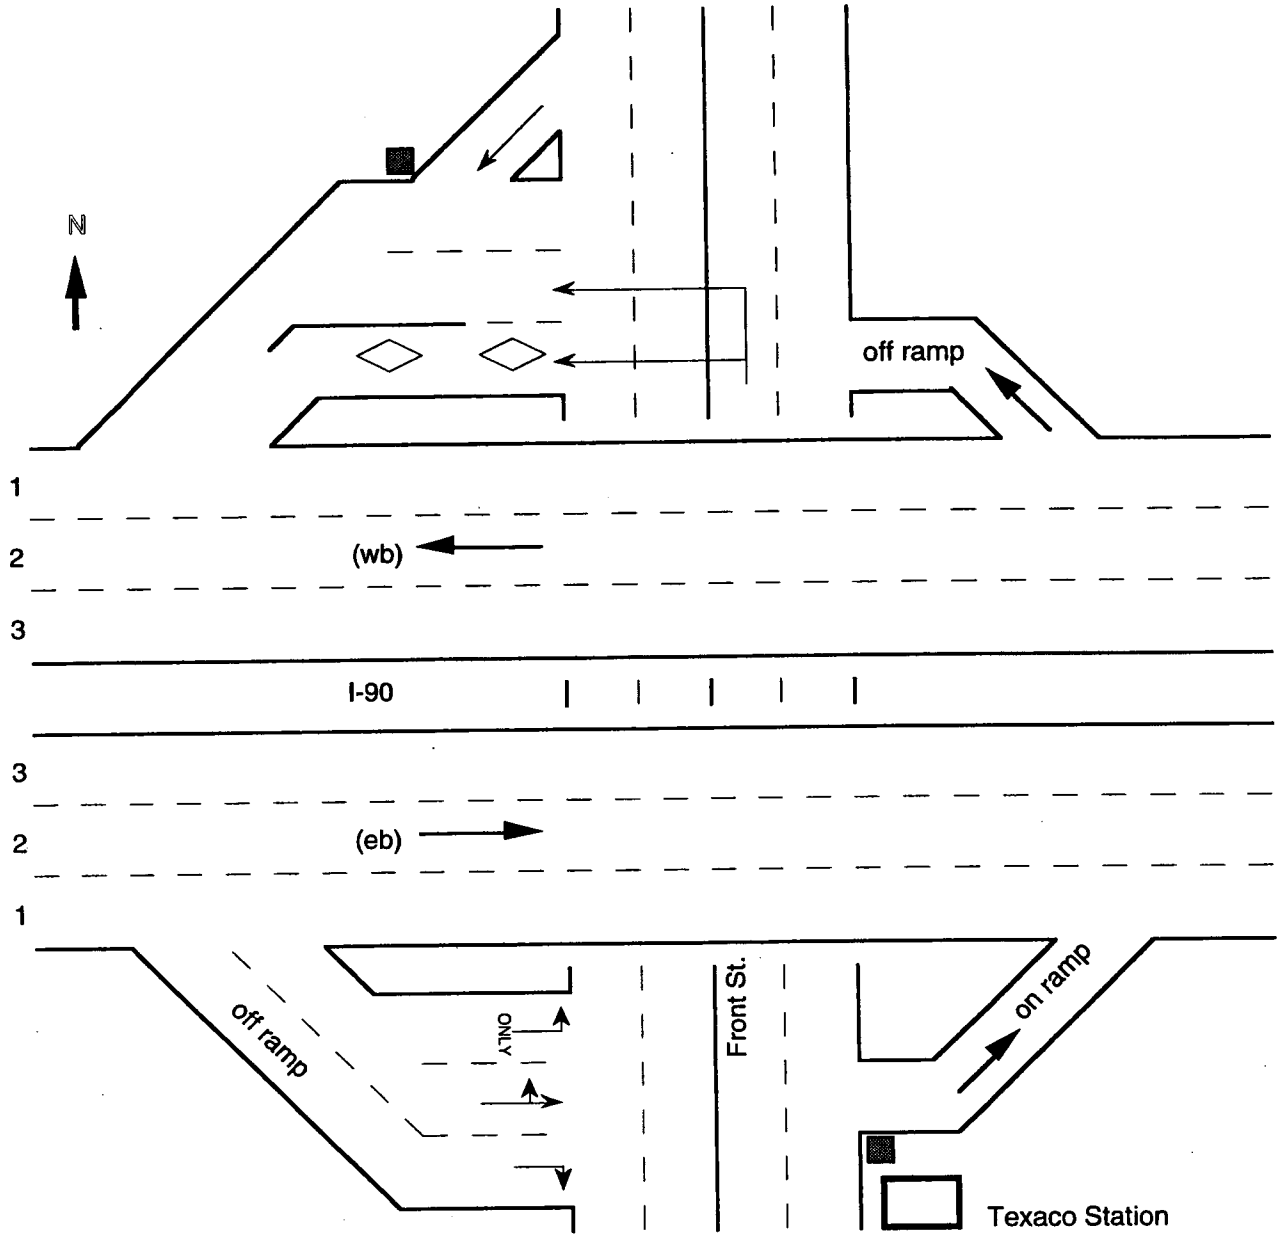 N
off ramp
1
2
(wb)
3
I-90
3
2
(eb)
1
Front St.
off ramp
ONLY
on ramp
Texaco Station